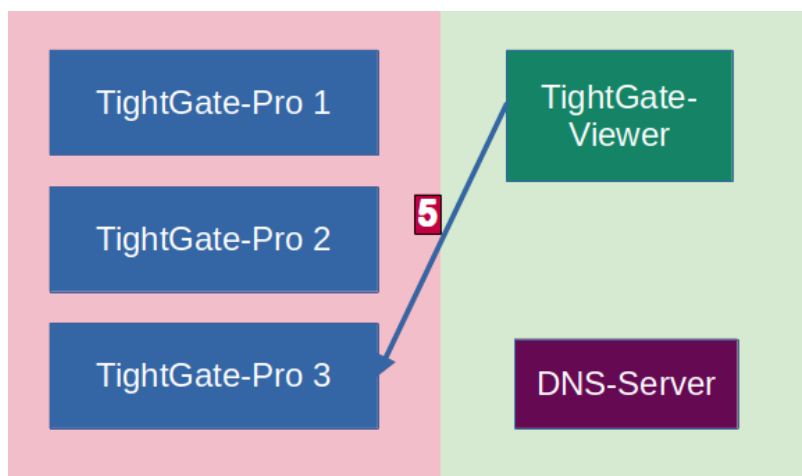 TightGate-Pro 1
TightGate-
Viewer
TightGate-Pro 2
5
TightGate-Pro 3
DNS-Server